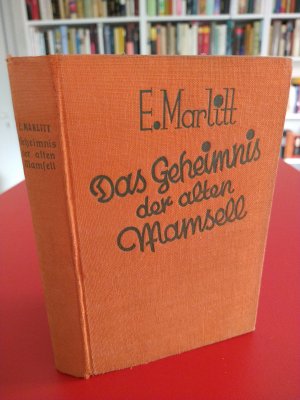 E. Marlitt
Das Geheimnis
der alten
Mamsell
E. MARLITT
Geheimnis
der alten
Mamsell